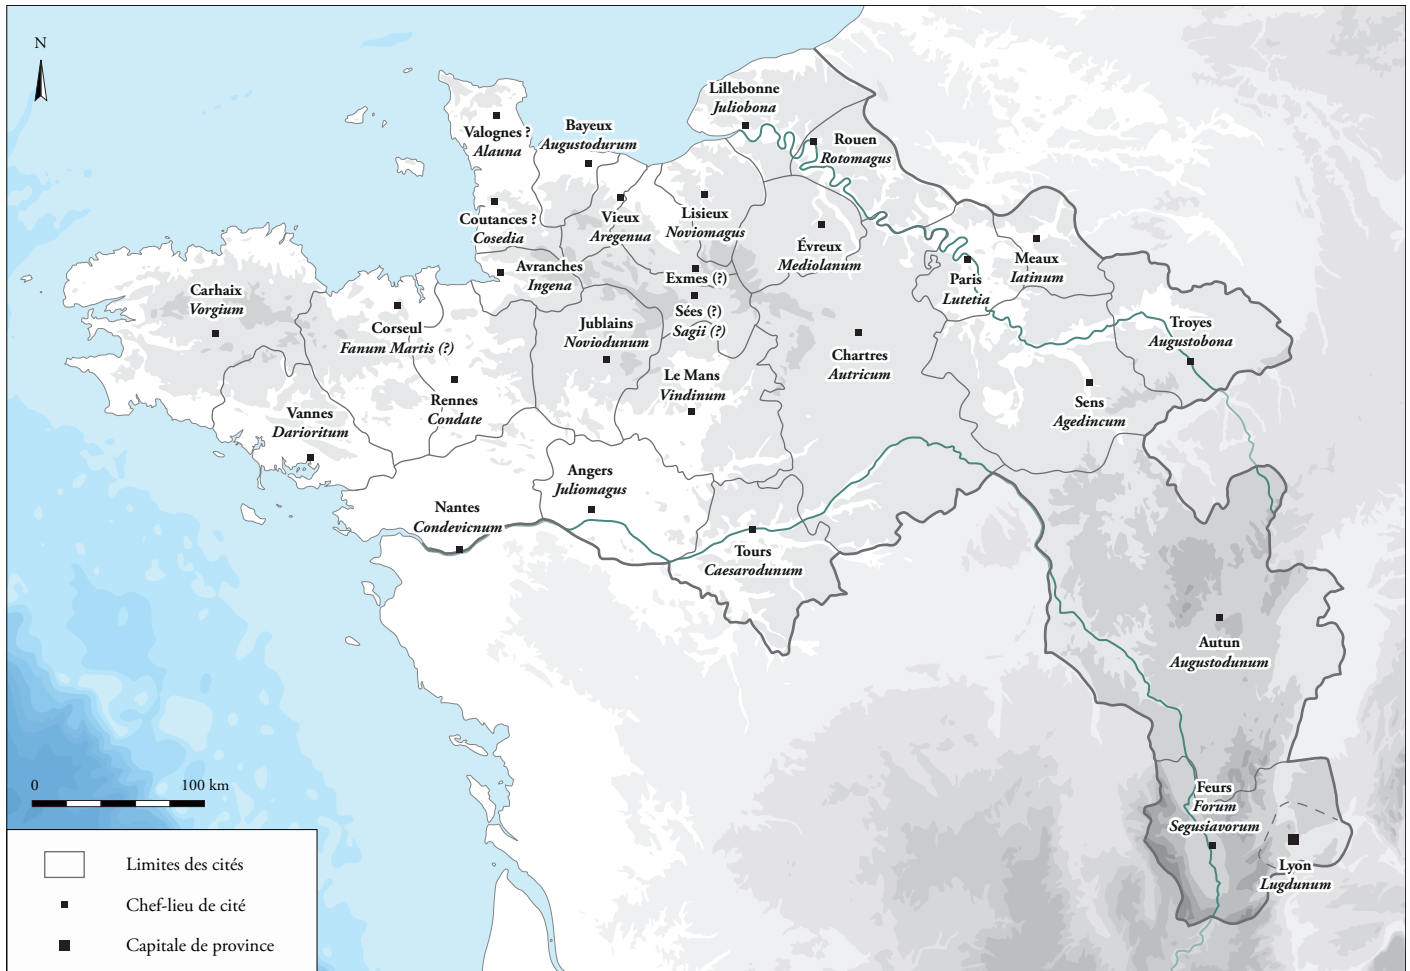 N
Lillebonne
Juliobona
Valognes ?
Alauna
Bayeux
Augustodurum
Rouen
Rotomagus
Coutances ?
Cosedia
Vieux
Aregenua
Lisieux
Noviomagus
Évreux
Mediolanum
Meaux
Iatinum
Paris
Lutetia
Avranches
Ingena
Exmes (?)
Sées (?)
Sagii (?)
Carhaix
Vorgium
Corseul
Fanum Martis (?)
Jublains
Noviodunum
Troyes
Augustobona
Chartres
Autricum
Le Mans
Vindinum
Rennes
Condate
Sens
Agedincum
Vannes
Darioritum
Angers
Juliomagus
Nantes
Condevicnum
Tours
Caesarodunum
Autun
Augustodunum
Feurs
Forum
Segusiavorum
Lyon
Lugdunum
0 100 km
Limites des cités
Chef-lieu de cité
Capitale de province